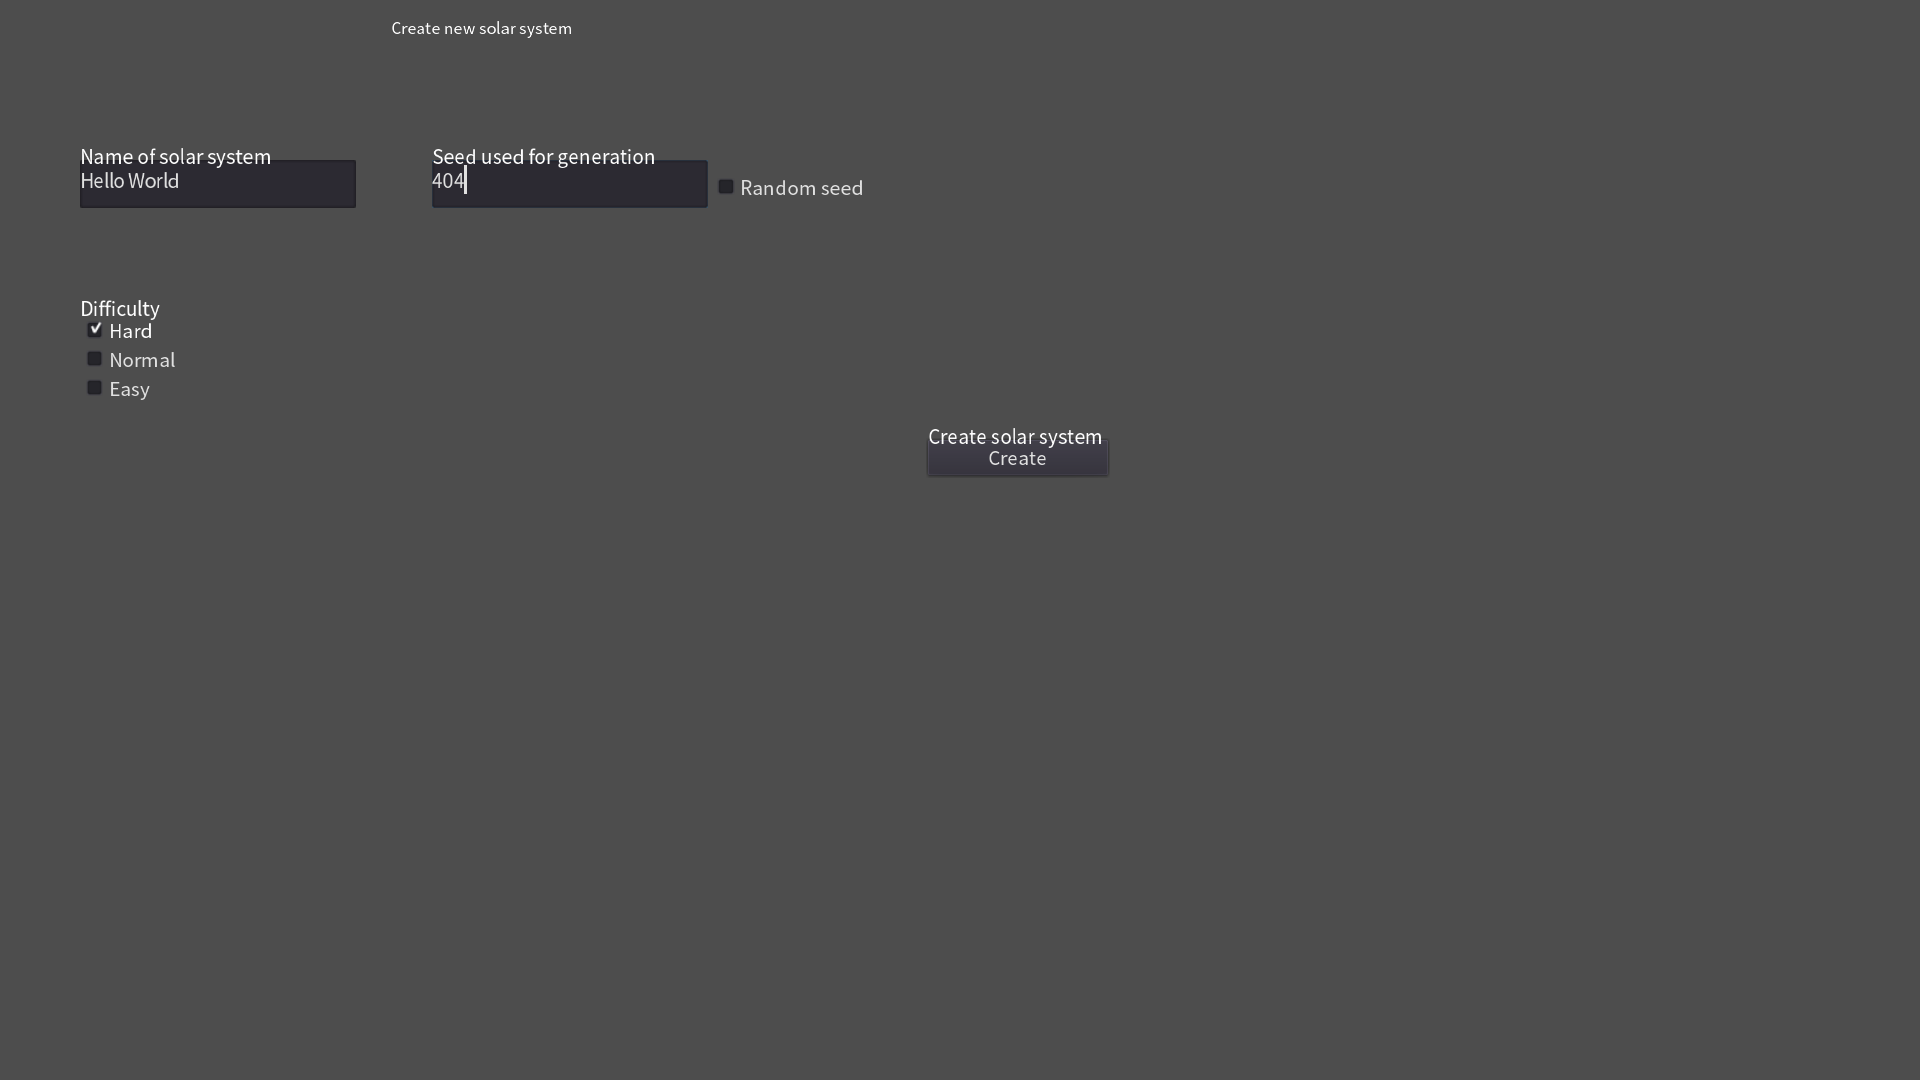 Create new solar system
Name of solar system
Hello World
Seed used for generation
404
Random seed
Difficulty
Hard
Normal
Easy
Create solar system
Create